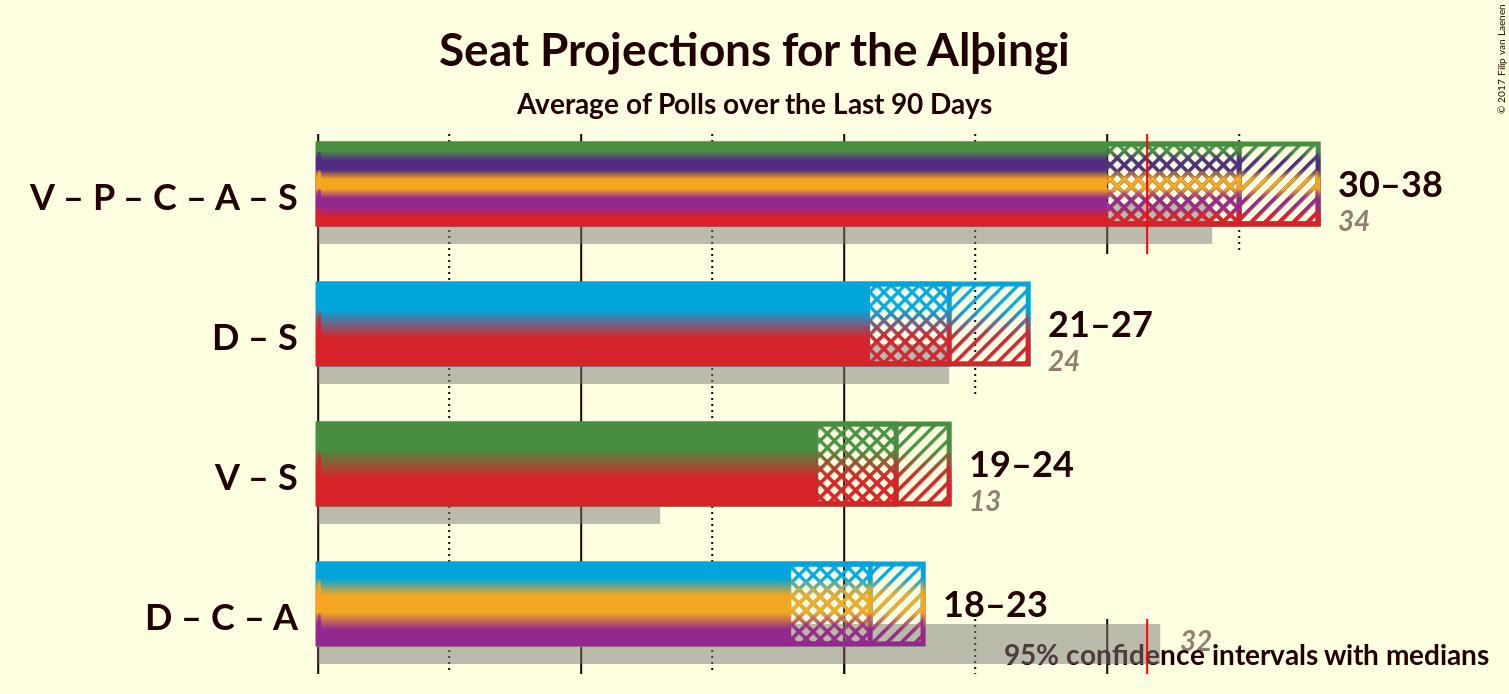 Seat Projections for the Alþingi
Average of Polls over the Last 90 Days
© 2017 Filip van Laenen
V – P – C – A – S
30–38
34
D – S
21–27
24
V – S
19–24
13
D – C – A
18–23
32
95% confidence intervals with medians